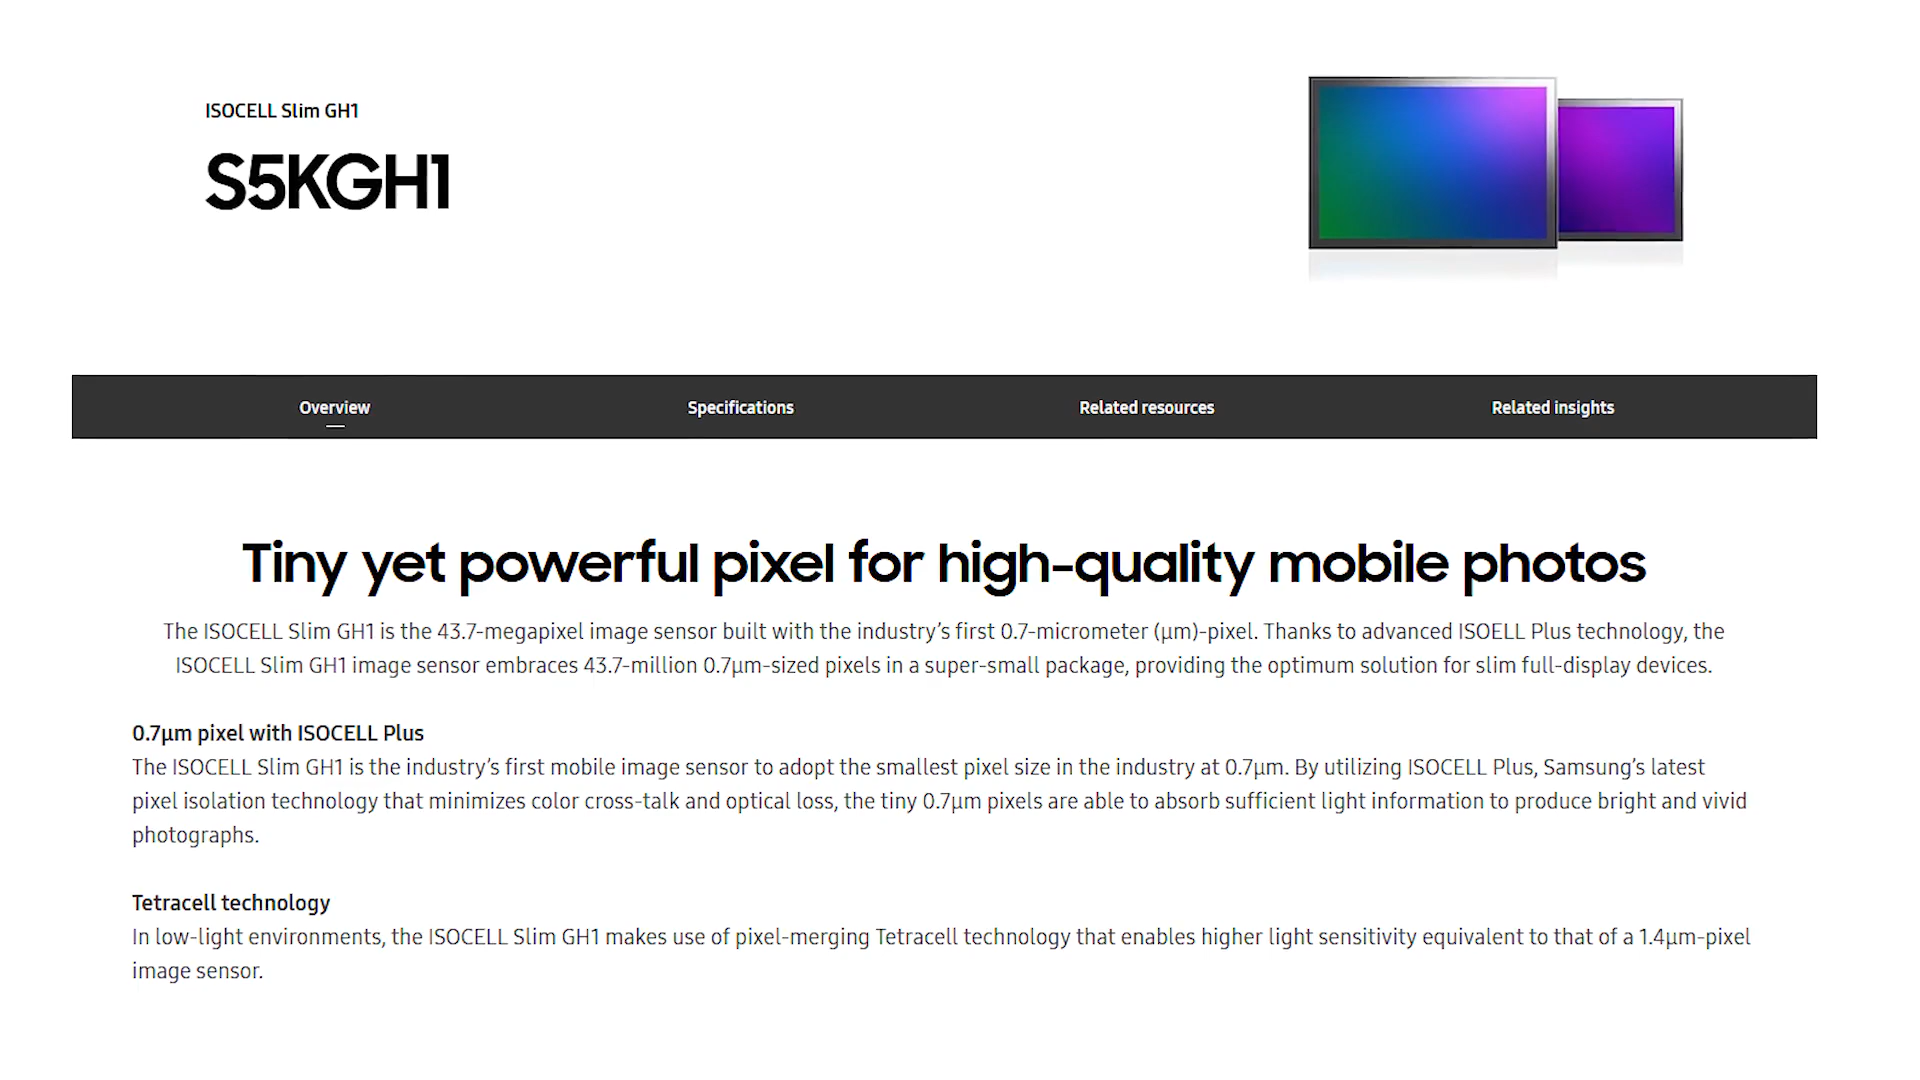 ISOCELL Slim GH1
S5KGH1
Overview
Specifications
Related resources
Related insights
Tiny yet powerful pixel for high-quality mobile photos
The ISOCELL Slim GH1 is the 43.7-megapixel image sensor built with the industry’s first 0.7-micrometer (μm)-pixel. Thanks to advanced ISOELL Plus technology, the
ISOCELL Slim GH1 image sensor embraces 43.7-million 0.7μm-sized pixels in a super-small package, providing the optimum solution for slim full-display devices.
0.7μm pixel with ISOCELL Plus
The ISOCELL Slim GH1 is the industry’s first mobile image sensor to adopt the smallest pixel size in the industry at 0.7μm. By utilizing ISOCELL Plus, Samsung’s latest
pixel isolation technology that minimizes color cross-talk and optical loss, the tiny 0.7μm pixels are able to absorb sufficient light information to produce bright and vivid
photographs.
Tetracell technology
In low-light environments, the ISOCELL Slim GH1 makes use of pixel-merging Tetracell technology that enables higher light sensitivity equivalent to that of a 1.4μm-pixel
image sensor.